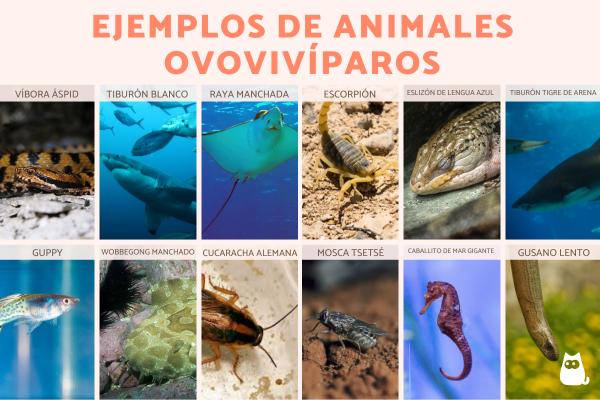 EJEMPLOS DE ANIMALES
OVOVIVÍPAROS
VÍBORA ÁSPID
TIBURÓN BLANCO
RAYA MANCHADA
ESCORPIÓN
ESLIZÓN DE LENGUA AZUL
TIBURÓN TIGRE DE ARENA
GUPPY
WOBBEGONG MANCHADO
CUCARACHA ALEMANA
MOSCA TSETSÉ
CABALLITO DE MAR GIGANTE
GUSANO LENTO